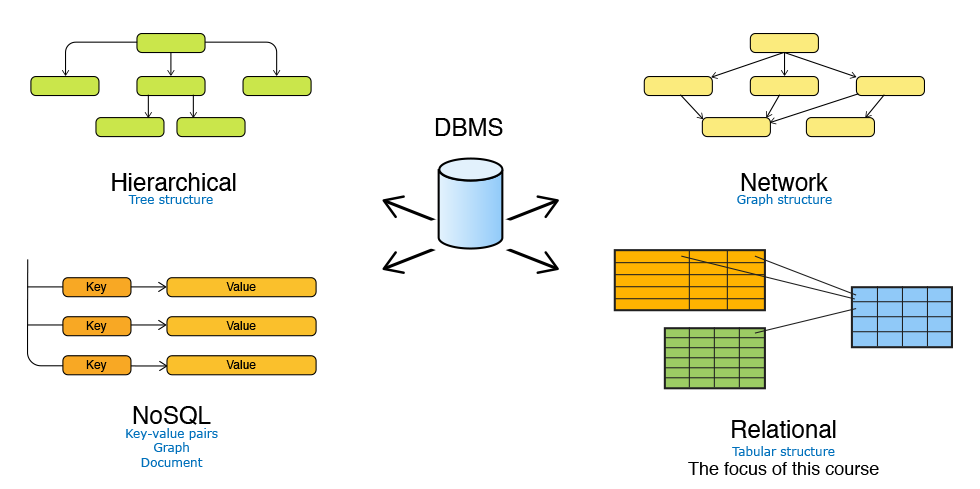 DBMS
Hierarchical
Tree structure
Network
Graph structure
Key Value
Key Value
Key Value
NoSQL
Key-value pairs
Graph
Document
Relational
Tabular structure
The focus of this course